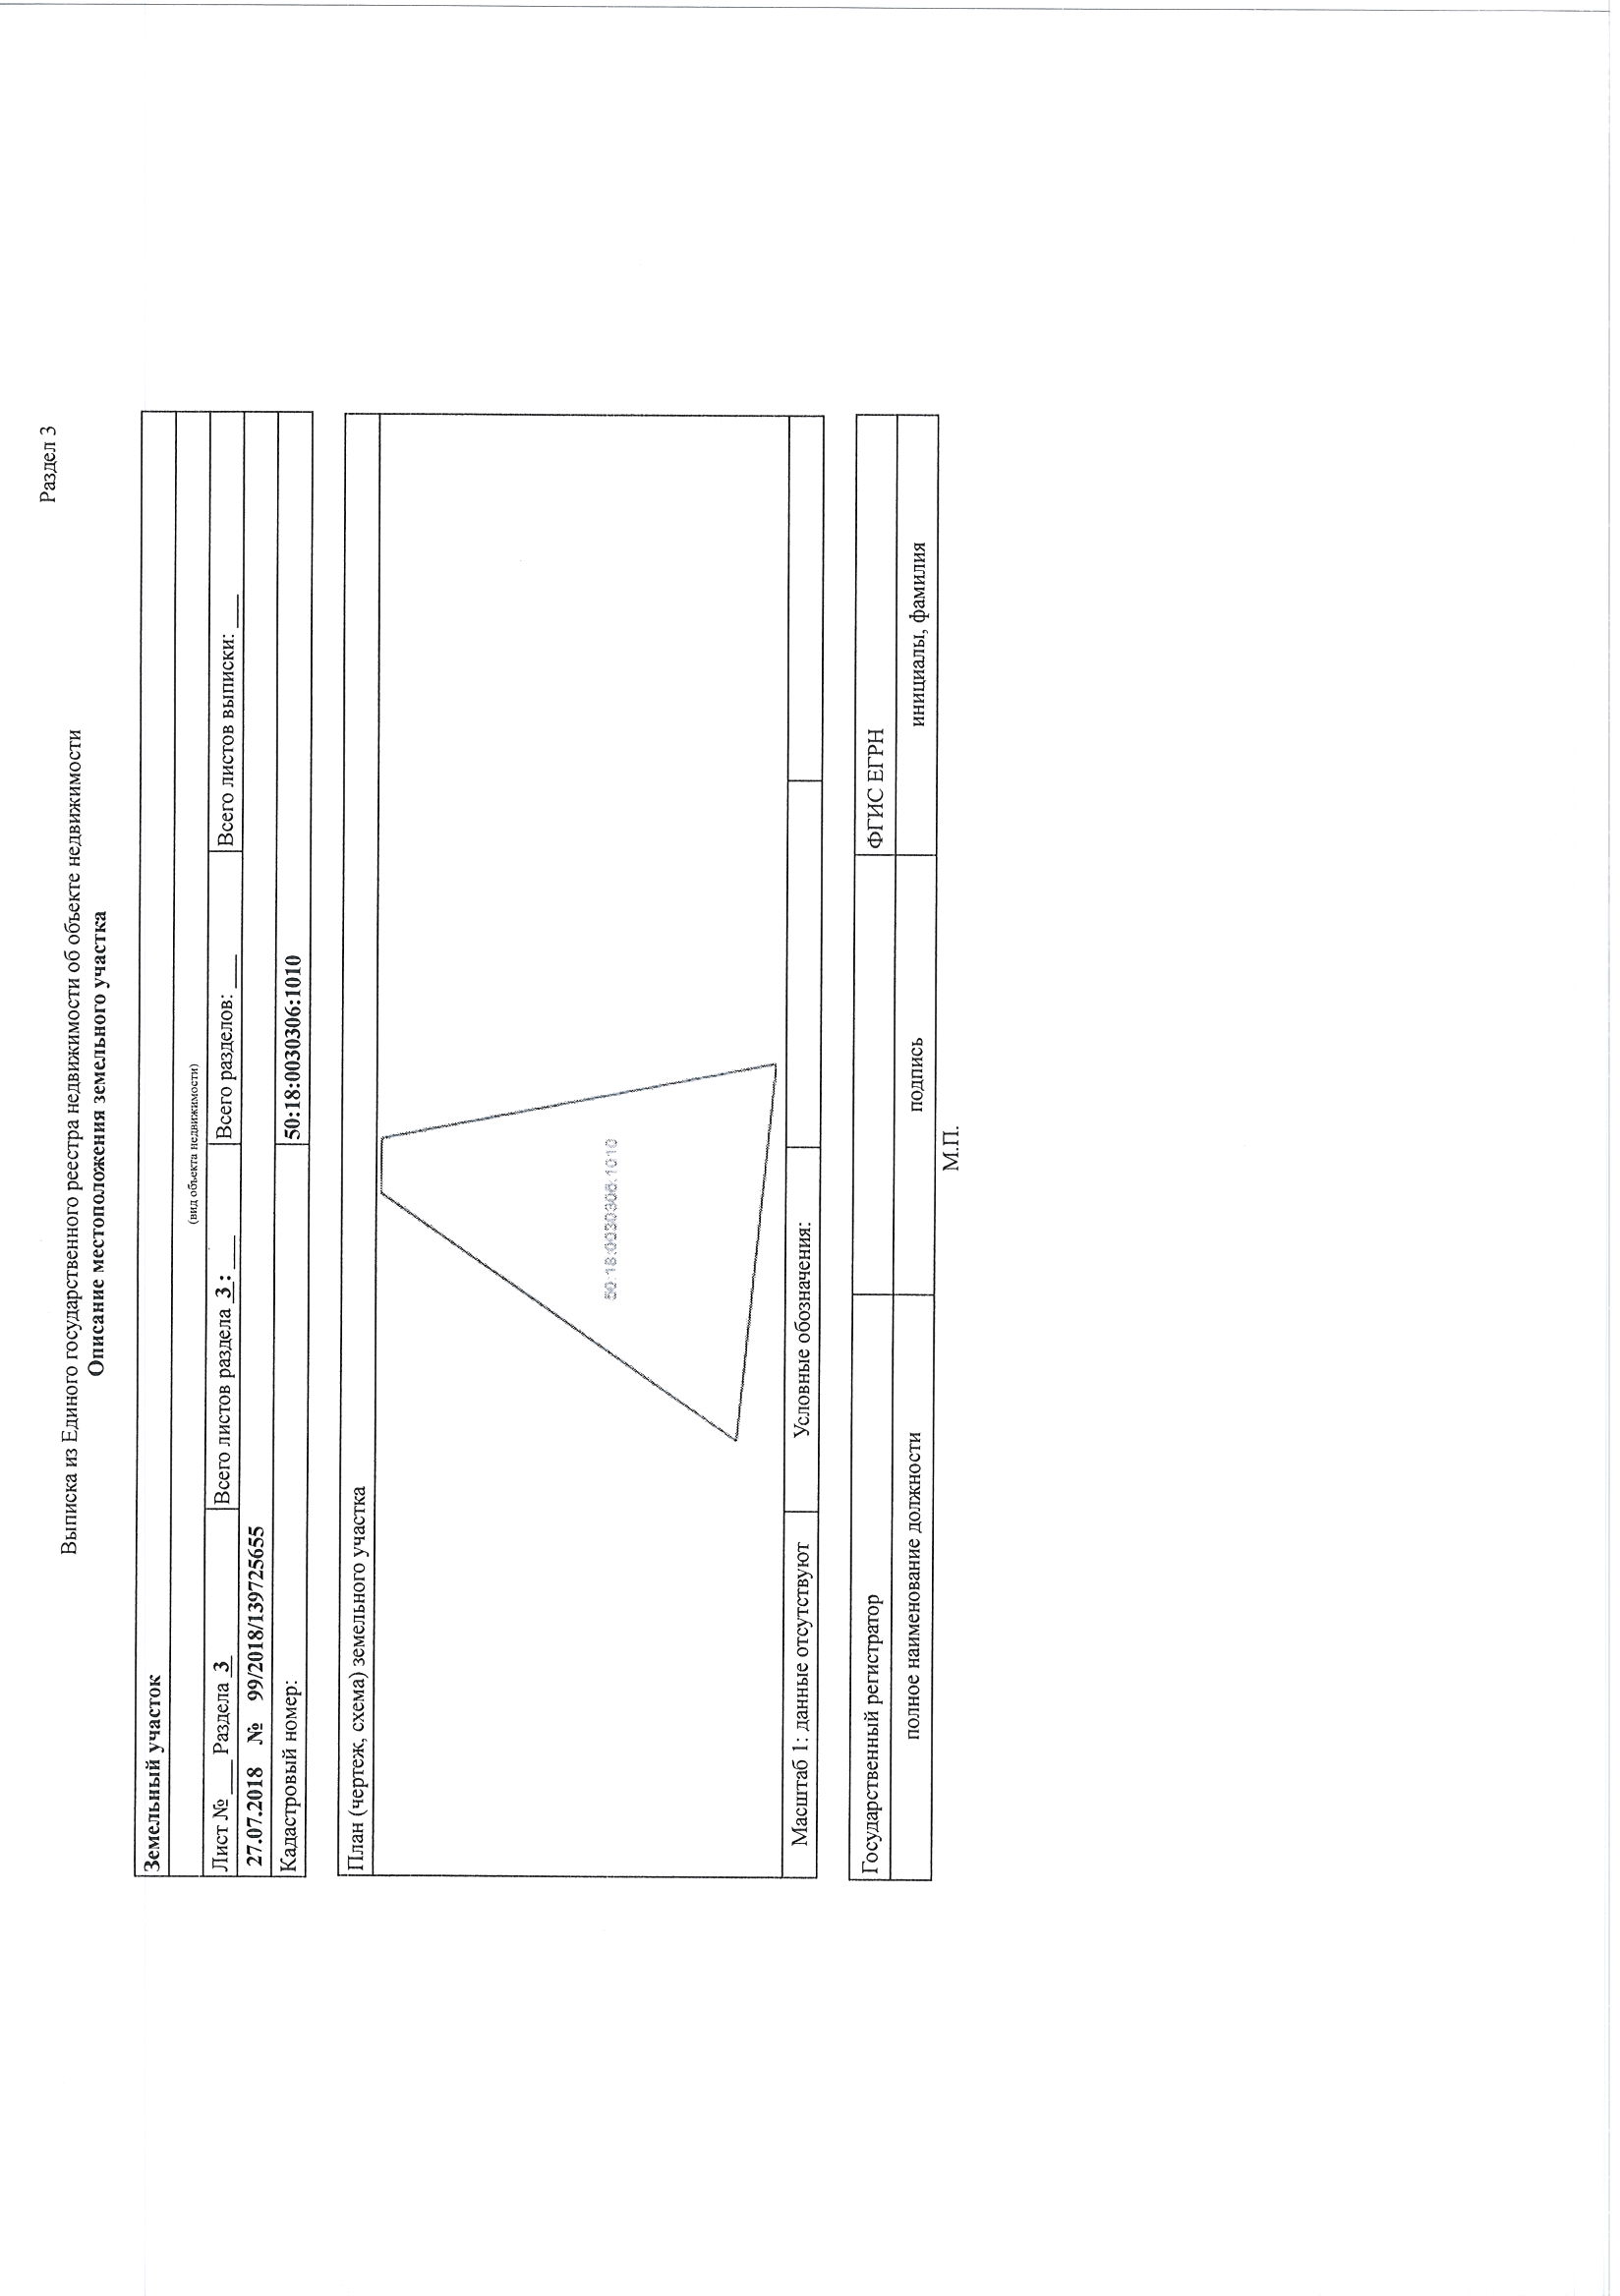 Раздел 3
Выписка из Единого государственного реестра недвижимости об объекте недвижимости
Описание местоположения земельного участка
Земельный участок
(вид объекта недвижимости)
Лист № ___ Раздела 3 Всего листов раздела 3 : ___ Всего разделов: ___ Всего листов выписки: ___
27.07.2018 № 99/2018/139725655
Кадастровый номер: 50:18:0030306:1010
План (чертеж, схема) земельного участка
50:18:0030306:1010
Масштаб 1: данные отсутствуют Условные обозначения:
Государственный регистратор ФГИС ЕГРН
полное наименование должности подпись инициалы, фамилия
М.П.